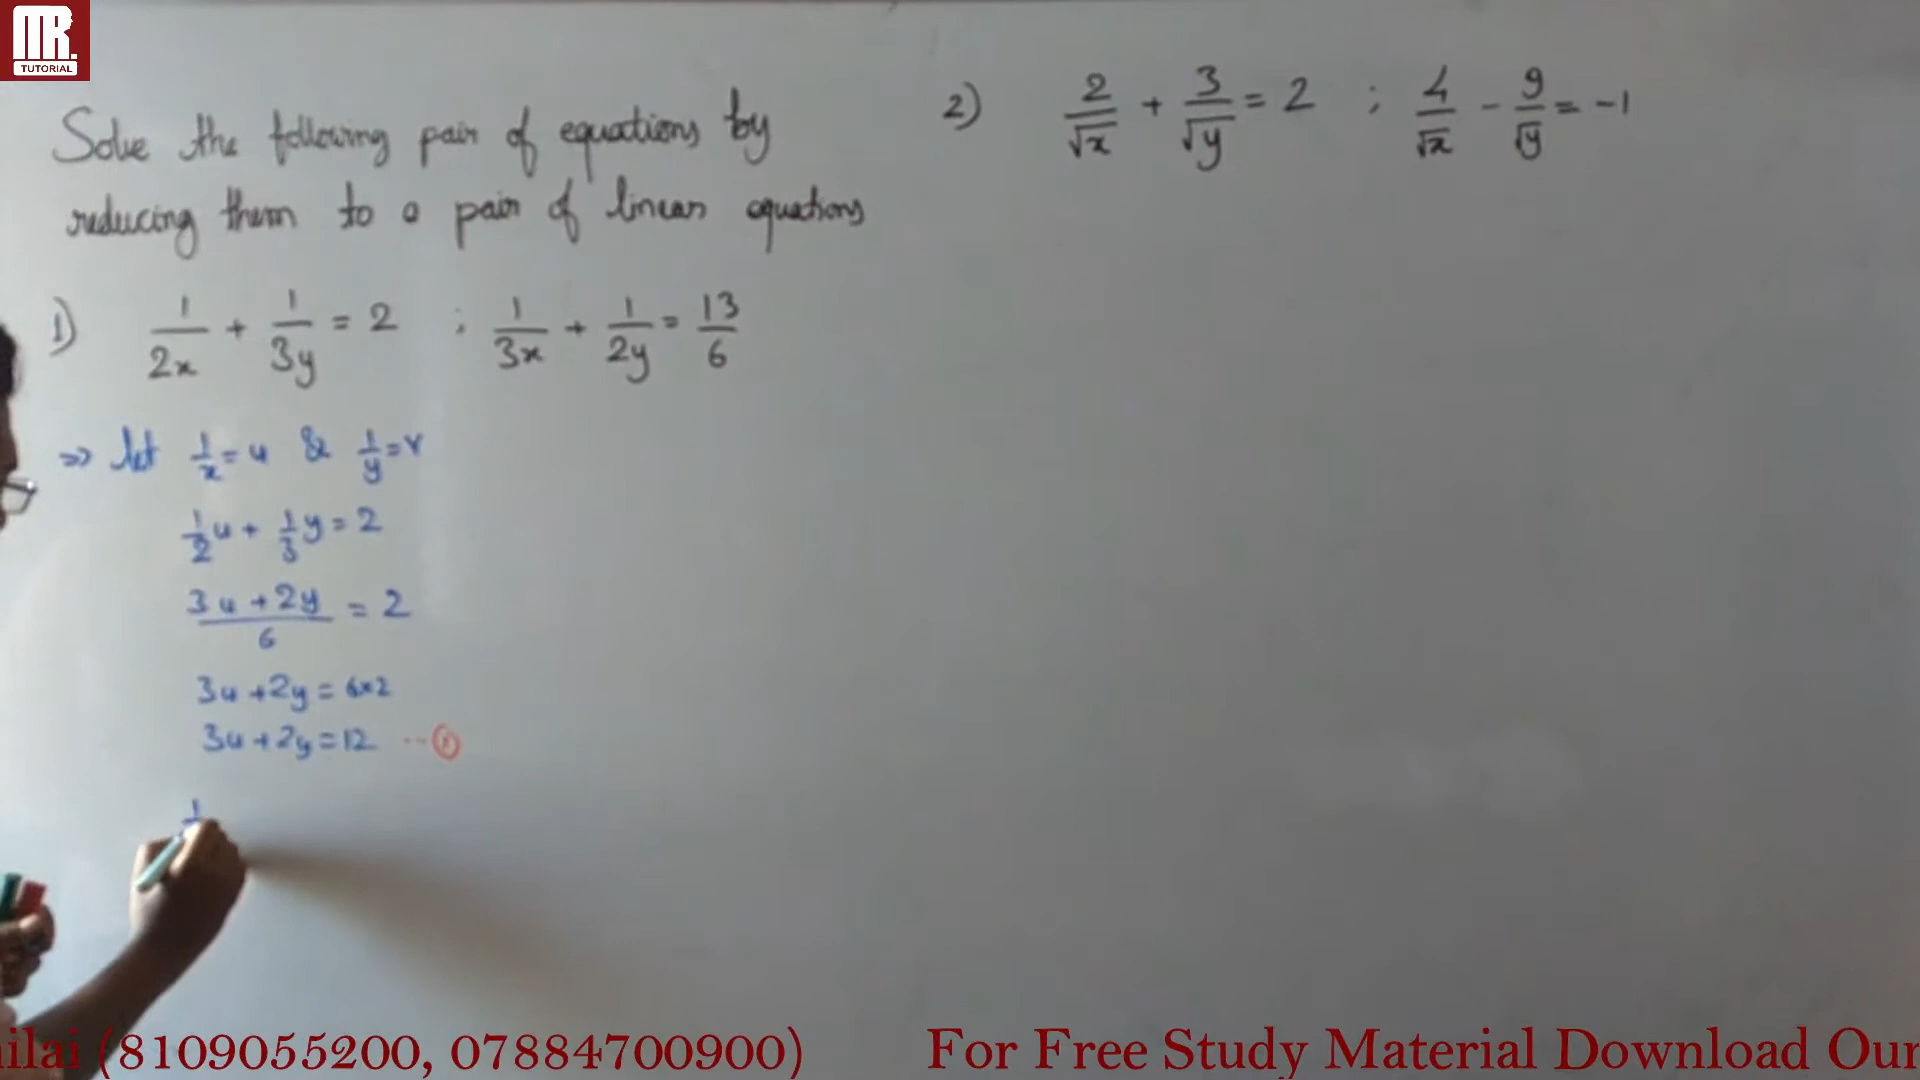 MR.
TUTORIAL
Solve the following pair of equations by
reducing them to a pair of linear equations
1) 1/2x + 1/3y = 2 ; 1/3x + 1/2y = 13/6
⇒ let 1/x = u & 1/y = v
1/2 u + 1/3 y = 2
3u + 2y / 6 = 2
3u + 2y = 6×2
3u + 2y = 12 --- ①
1
2) 2/√x + 3/√y = 2 ; 4/√x - 9/√y = -1
(8109055200, 07884700900) For Free Study Material Download Our